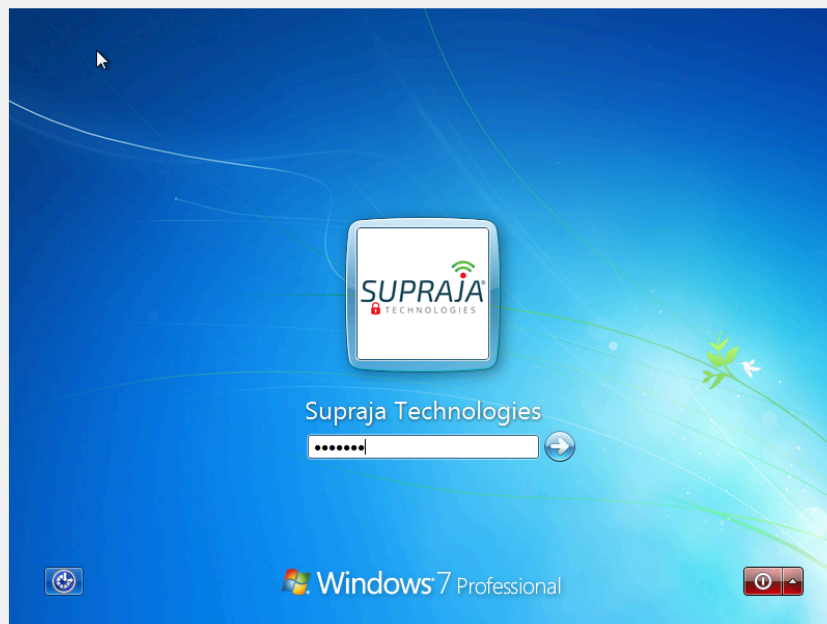 SUPRAJA®
TECHNOLOGIES
Supraja Technologies
•••••••
Windows® 7 Professional